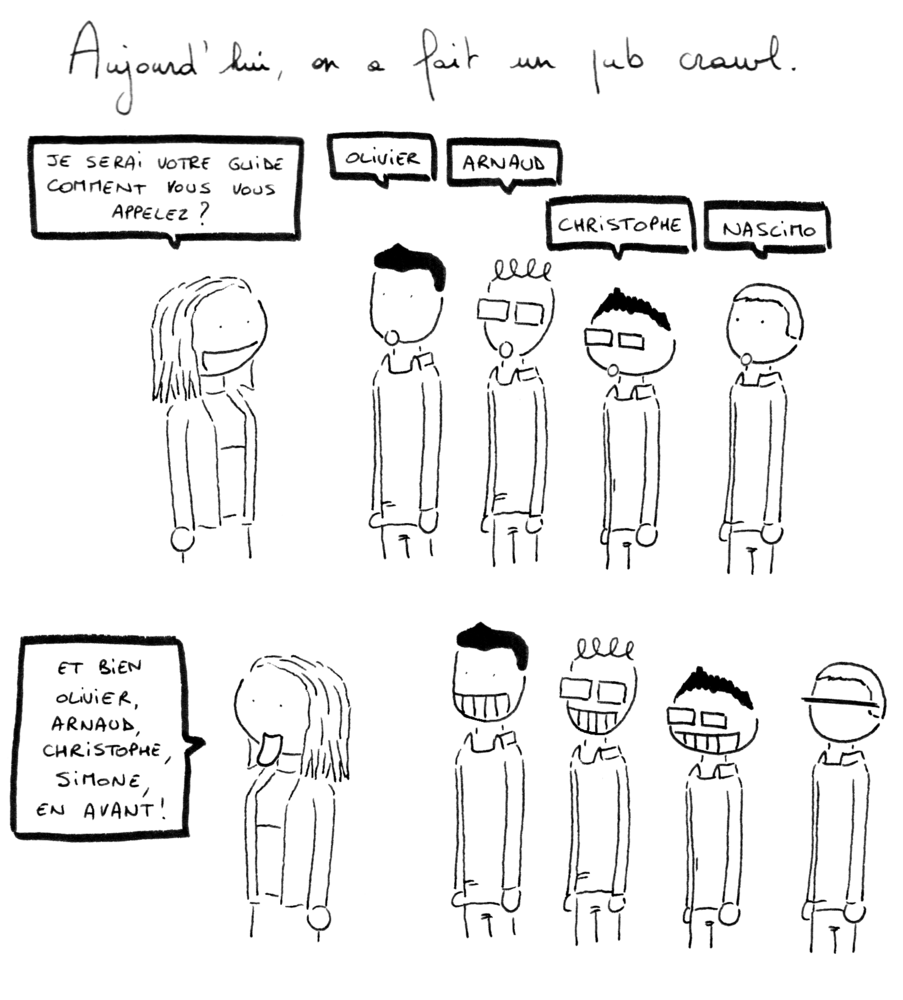 Aujourd'hui, on a fait un pub crawl.
JE SERAI VOTRE GUIDE
COMMENT VOUS VOUS
APPELEZ ?
OLIVIER
ARNAUD
CHRISTOPHE
NASCIMO
ET BIEN
OLIVIER,
ARNAUD,
CHRISTOPHE,
SIMONE,
EN AVANT !